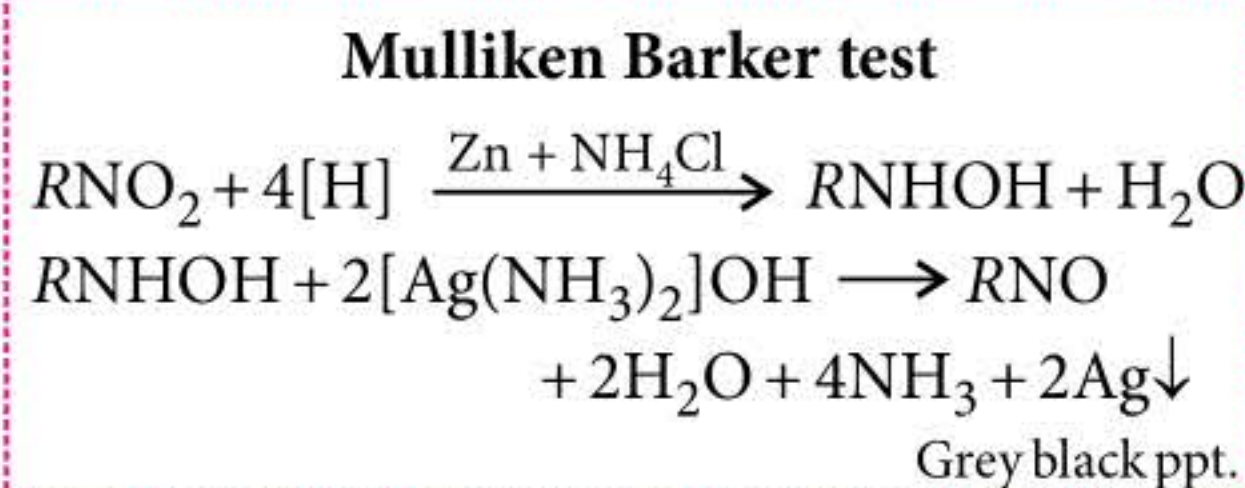 Mulliken Barker test
Zn + NH₄Cl
RNO₂ + 4[H] ⟶ RNHOH + H₂O
RNHOH + 2[Ag(NH₃)₂]OH ⟶ RNO
+ 2H₂O + 4NH₃ + 2Ag↓
Grey black ppt.